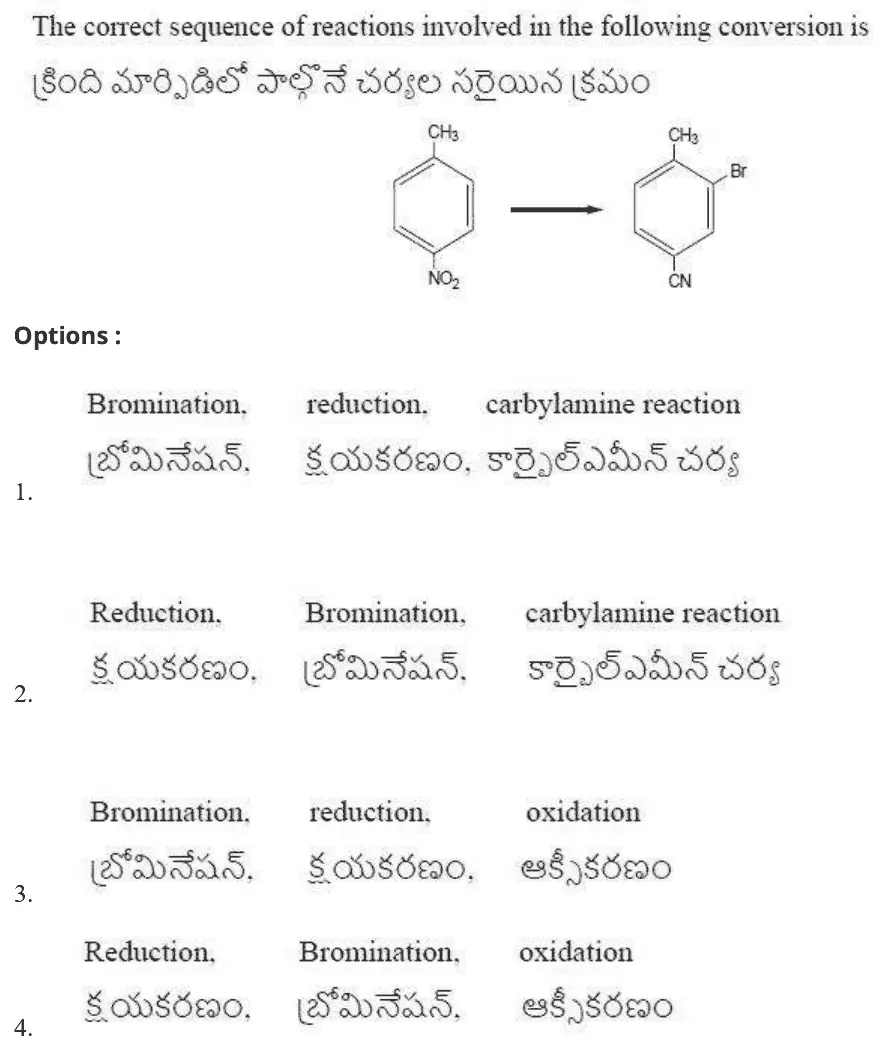 The correct sequence of reactions involved in the following conversion is
క్రింది మార్పిడిలో పాల్గొనే చర్యల సరైయిన క్రమం
CH3 CH3
Br
NO2 CN
Options :
Bromination, reduction, carbylamine reaction
బ్రోమినేషన్, క్షయకరణం, కార్బైల్ఎమీన్ చర్య
1.
Reduction, Bromination, carbylamine reaction
క్షయకరణం, బ్రోమినేషన్, కార్బైల్ఎమీన్ చర్య
2.
Bromination, reduction, oxidation
బ్రోమినేషన్, క్షయకరణం, ఆక్సీకరణం
3.
Reduction, Bromination, oxidation
క్షయకరణం, బ్రోమినేషన్, ఆక్సీకరణం
4.